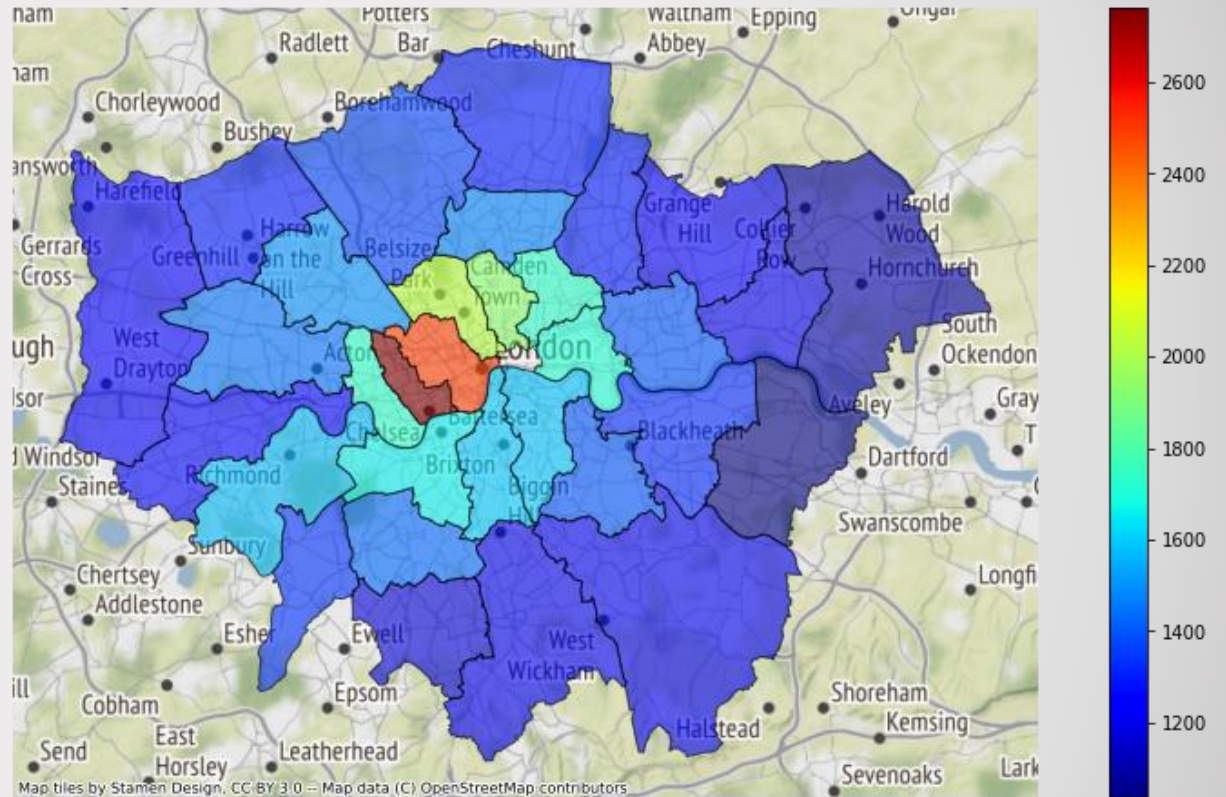 ham
Potters
Bar
Waltham
Abbey
Epping
Ongar
Radlett
Cheshunt
ham
Chorleywood
Borehamwood
Bushey
answorth
Harefield
Grange
Hill
Collier
Row
Harold
Wood
Gerrards
Cross
Greenhill
Harrow
on the
Hill
Belsize
Park
Camden
Town
Hornchurch
ugh
West
Drayton
Acton
London
South
Ockendon
dsor
Aveley
Gray
Chelsea
Battersea
Blackheath
T
d Windsor
Richmond
Brixton
Biggin
H
Dartford
Staines
Swanscombe
Sunbury
Chertsey
Addlestone
Longfi
Esher
Ewell
West
Wickham
ill
Cobham
Epsom
Shoreham
Kemsing
Halstead
Send
East
Horsley
Leatherhead
Sevenoaks
Lark
Map tiles by Stamen Design, CC BY 3.0 -- Map data (C) OpenStreetMap contributors
2600
2400
2200
2000
1800
1600
1400
1200